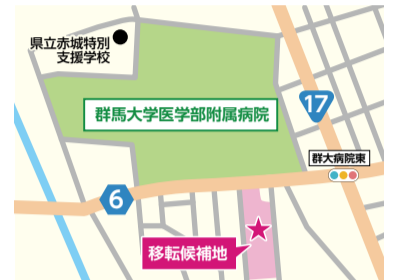 県立赤城特別
支援学校
群馬大学医学部附属病院
17
群大病院東
6
移転候補地